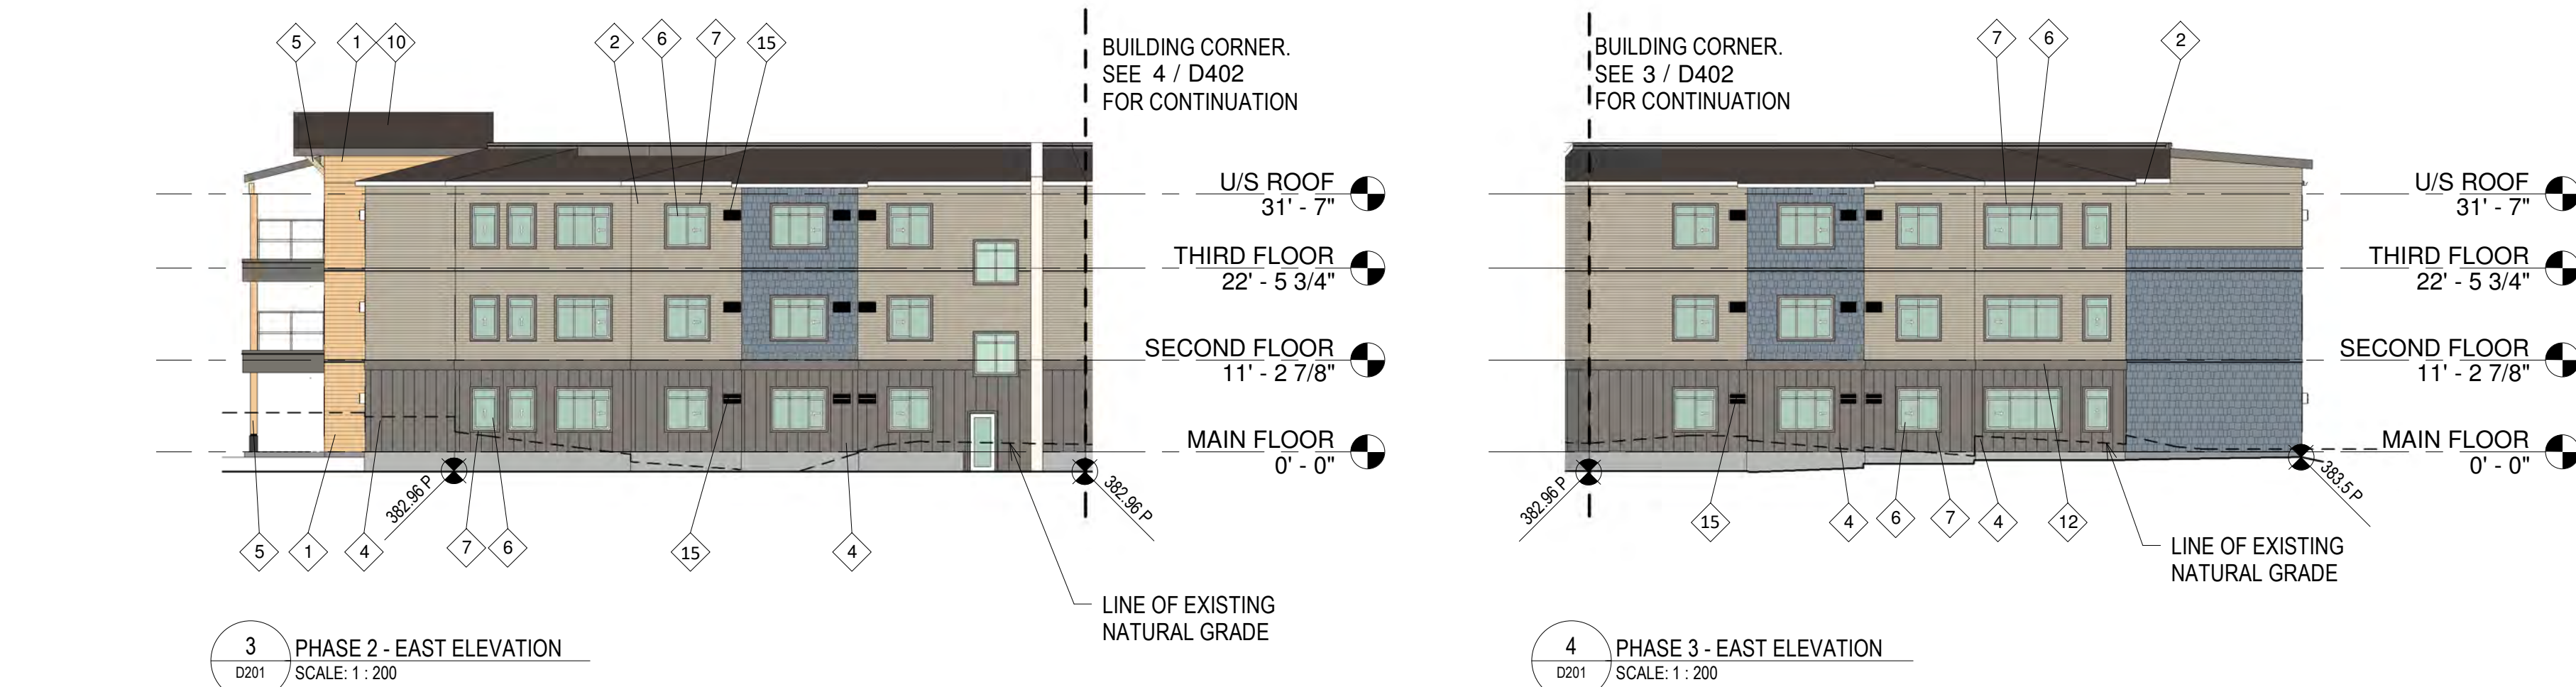 5
1
10
2
6
7
15
BUILDING CORNER.
SEE 4 / D402
FOR CONTINUATION
U/S ROOF
31' - 7"
THIRD FLOOR
22' - 5 3/4"
SECOND FLOOR
11' - 2 7/8"
MAIN FLOOR
0' - 0"
382.96 P
382.96 P
5
1
4
7
6
15
4
LINE OF EXISTING
NATURAL GRADE
3
D201
PHASE 2 - EAST ELEVATION
SCALE: 1 : 200
BUILDING CORNER.
SEE 3 / D402
FOR CONTINUATION
7
6
2
U/S ROOF
31' - 7"
THIRD FLOOR
22' - 5 3/4"
SECOND FLOOR
11' - 2 7/8"
MAIN FLOOR
0' - 0"
382.96 P
383.5 P
15
4
6
7
4
12
LINE OF EXISTING
NATURAL GRADE
4
D201
PHASE 3 - EAST ELEVATION
SCALE: 1 : 200